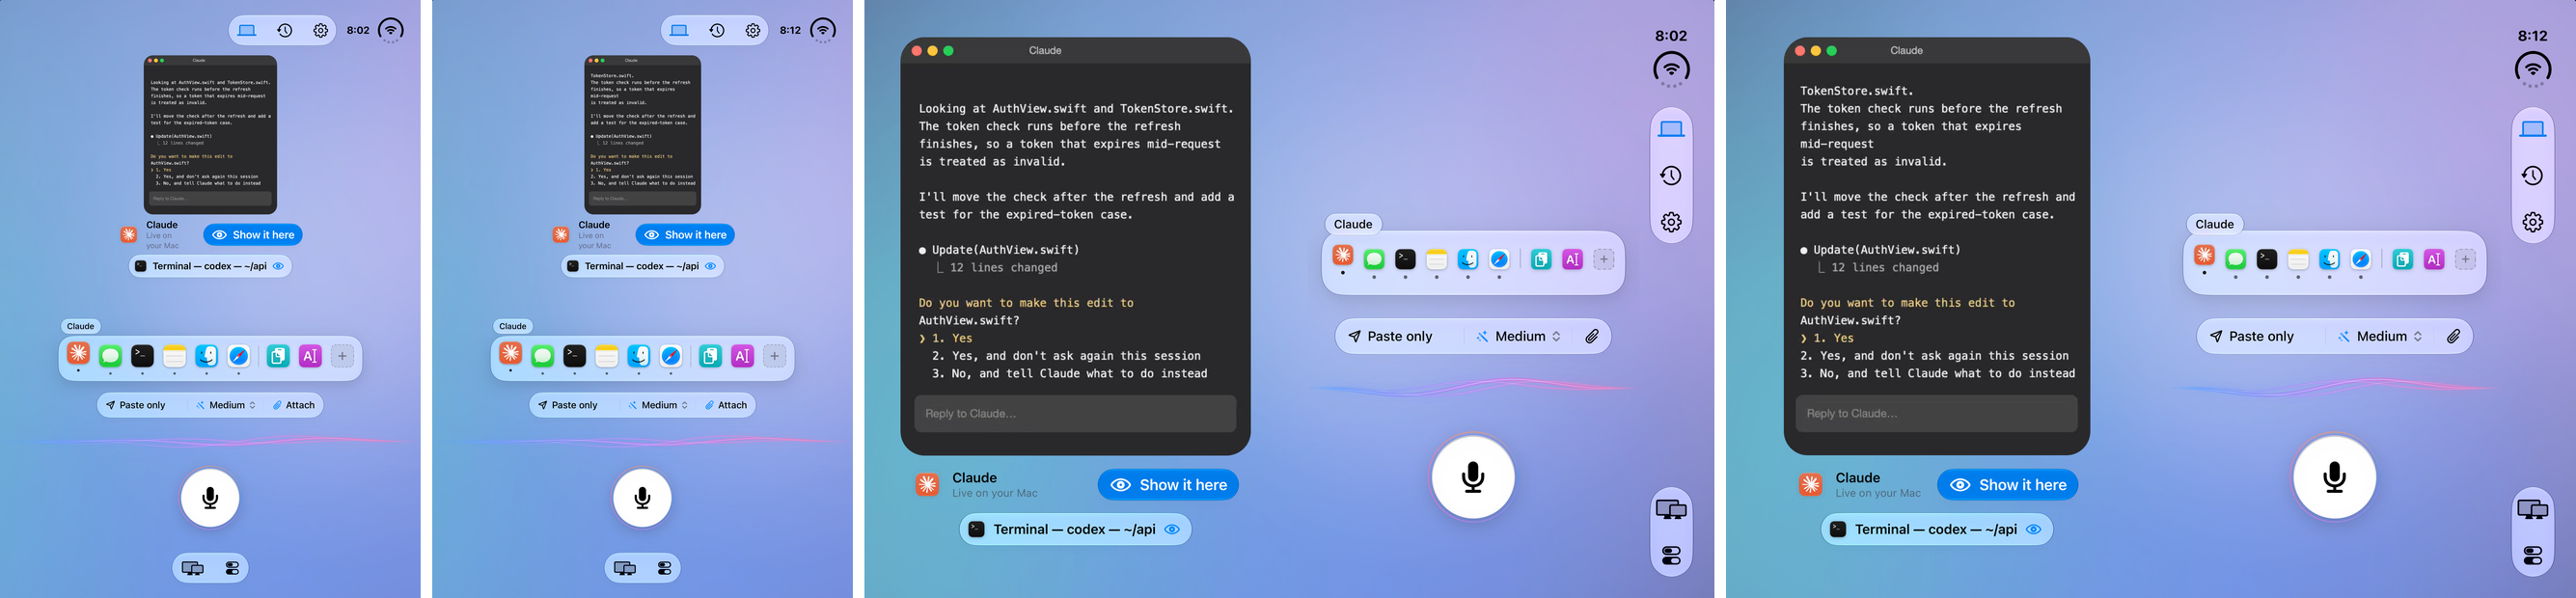 8:02
Claude
Looking at AuthView.swift and TokenStore.swift.
The token check runs before the refresh
finishes, so a token that expires mid-request
is treated as invalid.
I'll move the check after the refresh and add a
test for the expired-token case.
● Update(AuthView.swift)
⎿ 12 lines changed
Do you want to make this edit to
AuthView.swift?
❯ 1. Yes
2. Yes, and don't ask again this session
3. No, and tell Claude what to do instead
Reply to Claude...
Claude
Live on
your Mac
Show it here
Terminal — codex — ~/api
Claude
Paste only
Medium
Attach
8:12
Claude
TokenStore.swift.
The token check runs before the refresh
finishes, so a token that expires
mid-request
is treated as invalid.
I'll move the check after the refresh and
add a test for the expired-token case.
● Update(AuthView.swift)
⎿ 12 lines changed
Do you want to make this edit to
AuthView.swift?
❯ 1. Yes
2. Yes, and don't ask again this session
3. No, and tell Claude what to do instead
Reply to Claude...
Claude
Live on
your Mac
Show it here
Terminal — codex — ~/api
Claude
Paste only
Medium
Attach
8:02
Claude
Looking at AuthView.swift and TokenStore.swift.
The token check runs before the refresh
finishes, so a token that expires mid-request
is treated as invalid.
I'll move the check after the refresh and add a
test for the expired-token case.
● Update(AuthView.swift)
⎿ 12 lines changed
Do you want to make this edit to
AuthView.swift?
❯ 1. Yes
2. Yes, and don't ask again this session
3. No, and tell Claude what to do instead
Reply to Claude...
Claude
Live on your Mac
Show it here
Terminal — codex — ~/api
Claude
AI
Paste only
Medium
8:12
Claude
TokenStore.swift.
The token check runs before the refresh
finishes, so a token that expires
mid-request
is treated as invalid.
I'll move the check after the refresh and
add a test for the expired-token case.
● Update(AuthView.swift)
⎿ 12 lines changed
Do you want to make this edit to
AuthView.swift?
❯ 1. Yes
2. Yes, and don't ask again this session
3. No, and tell Claude what to do instead
Reply to Claude...
Claude
Live on your Mac
Show it here
Terminal — codex — ~/api
Claude
AI
Paste only
Medium